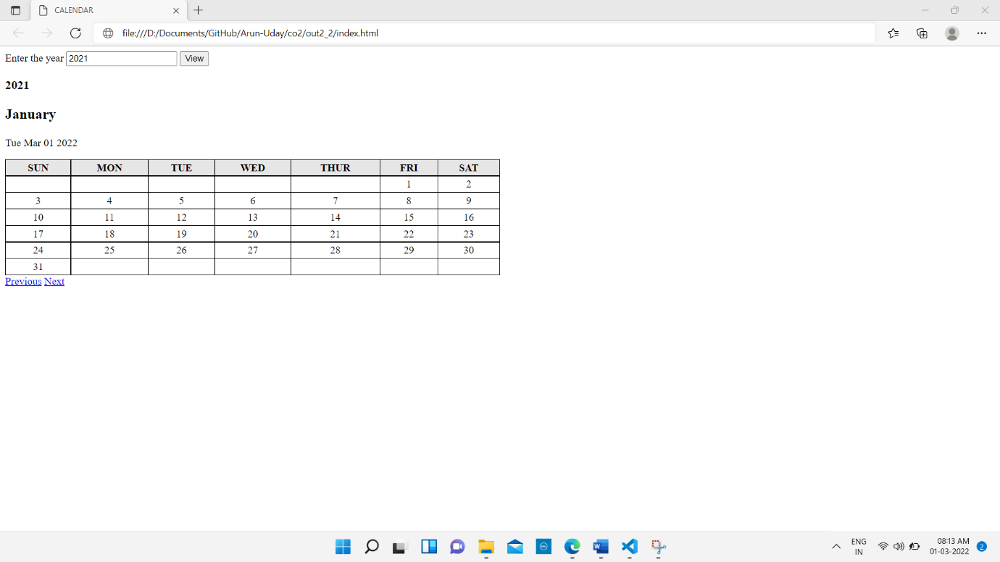 CALENDAR
file:///D:/Documents/GitHub/Arun-Uday/co2/out2_2/index.html
Enter the year 2021 View
2021
January
Tue Mar 01 2022
SUN MON TUE WED THUR FRI SAT
1 2
3 4 5 6 7 8 9
10 11 12 13 14 15 16
17 18 19 20 21 22 23
24 25 26 27 28 29 30
31
Previous Next
ENG 08:13 AM
IN 01-03-2022 2